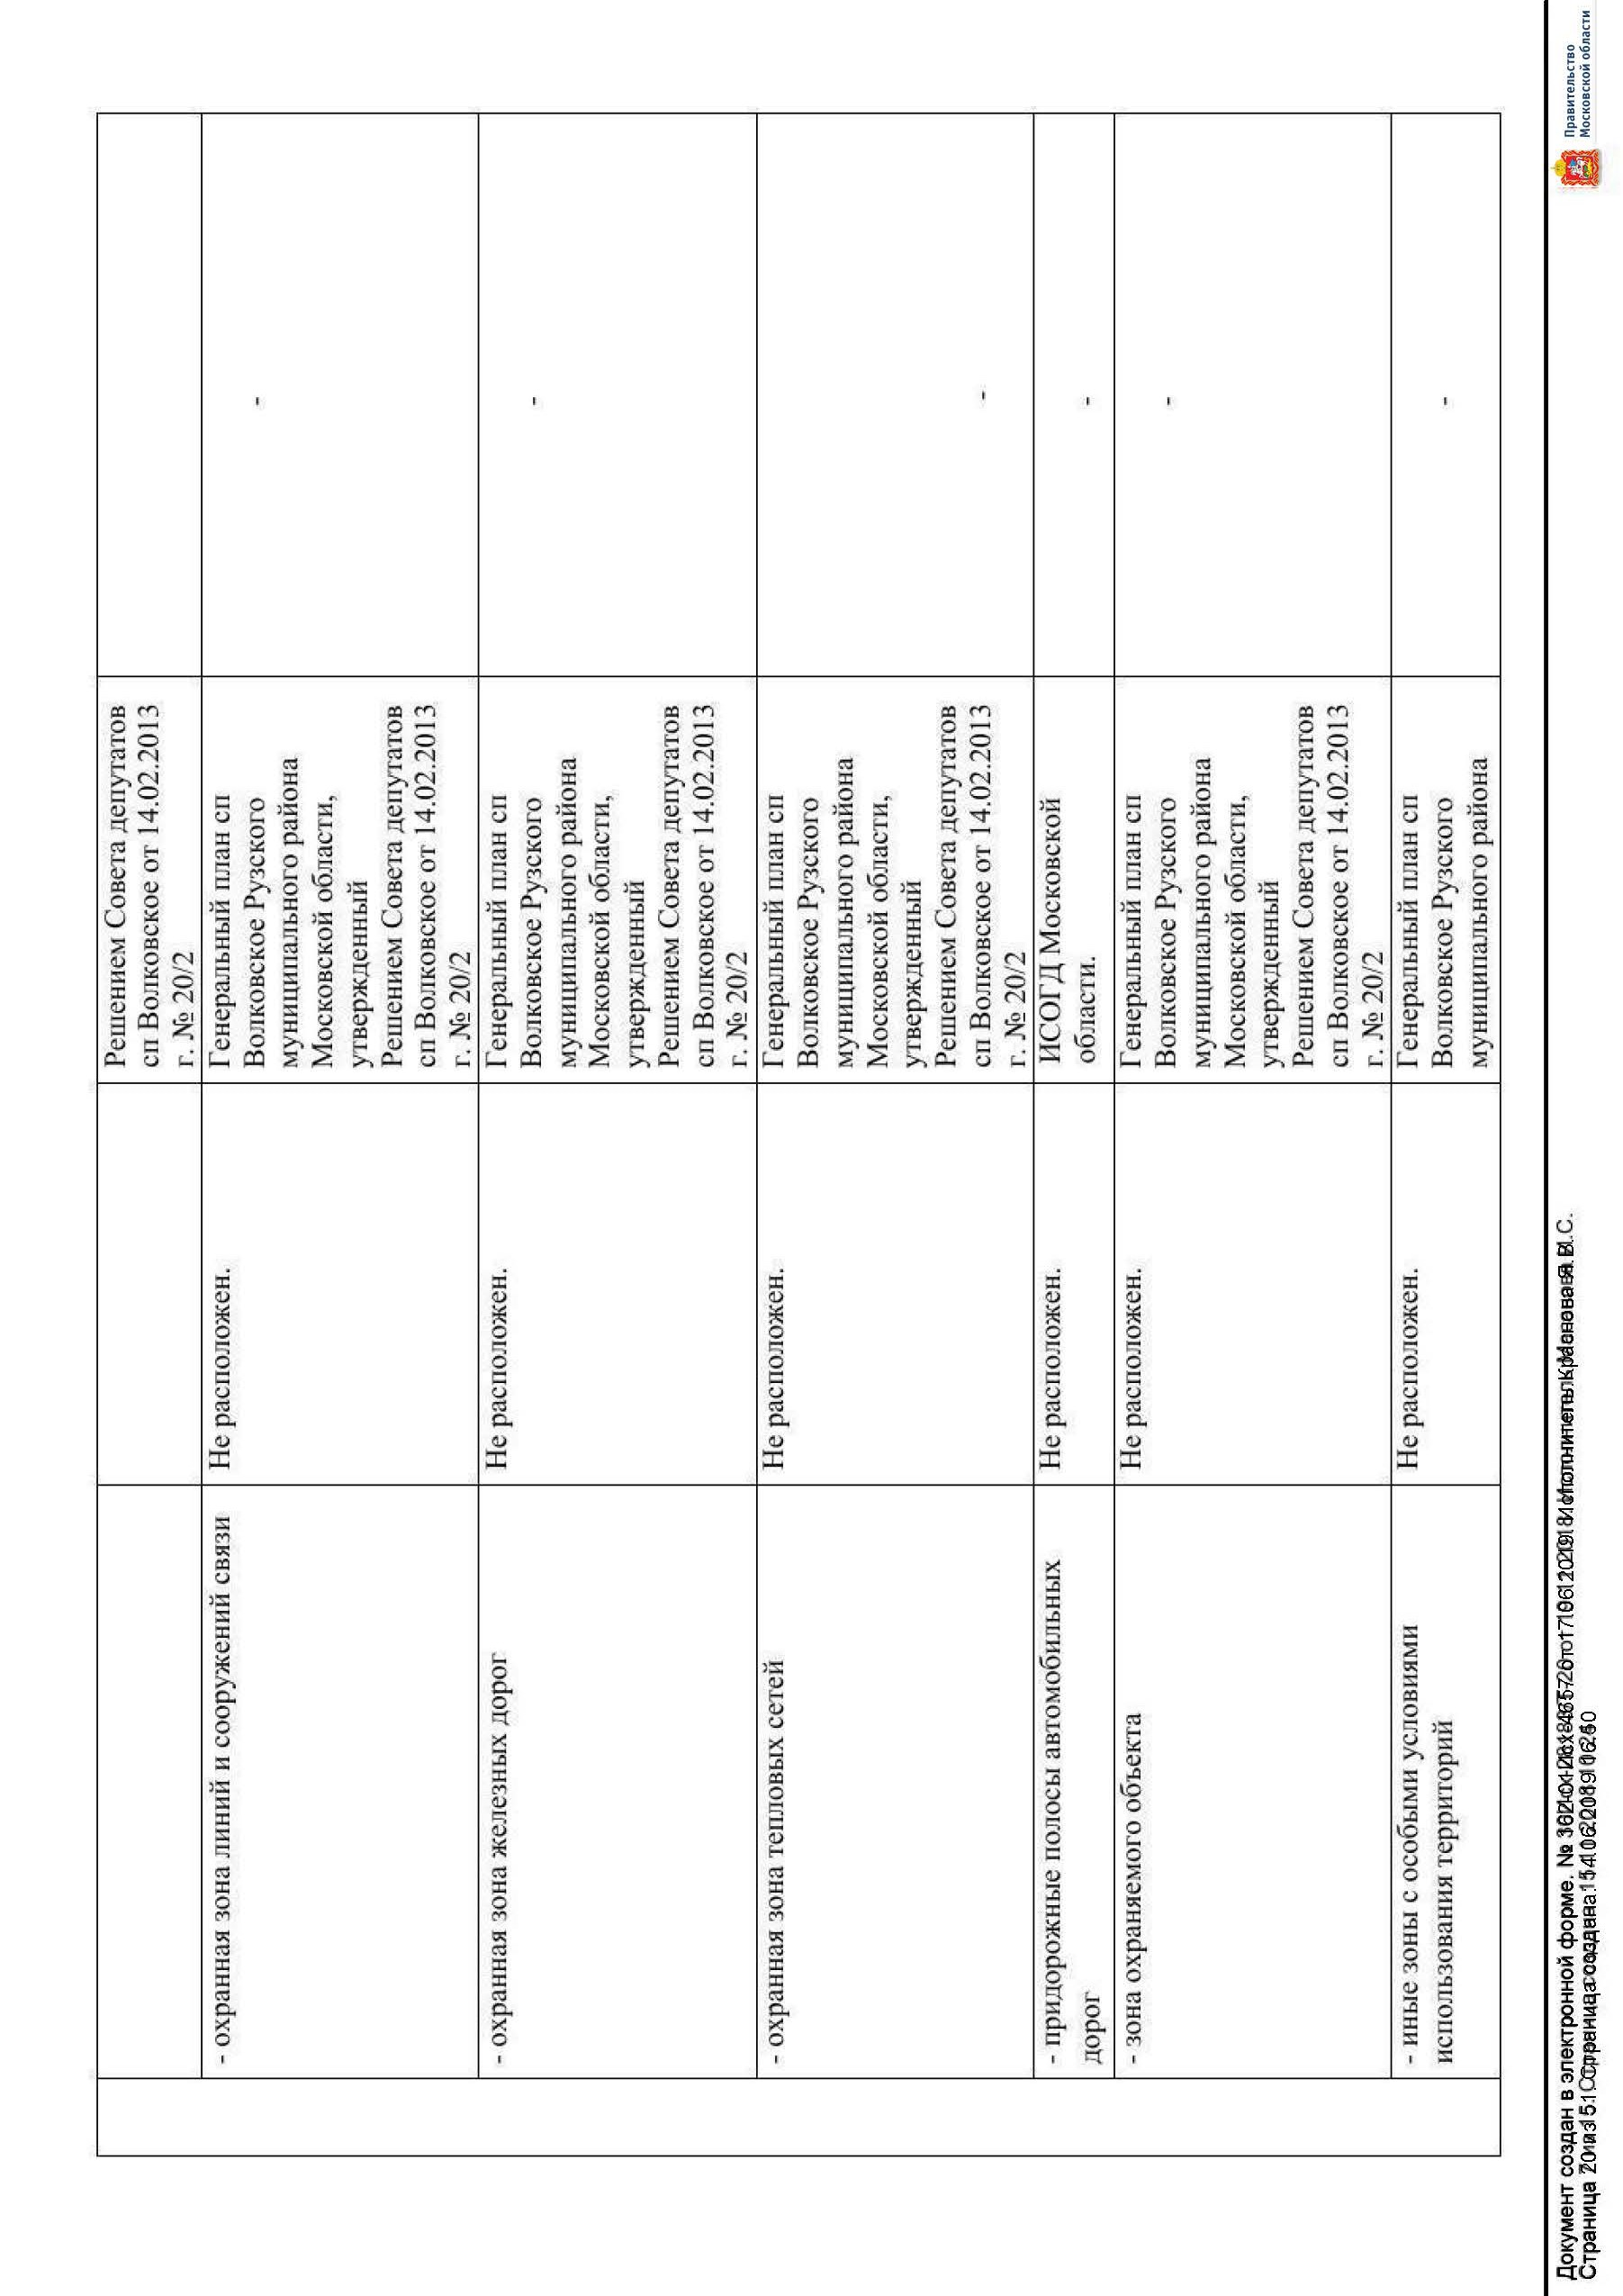 Решением Совета депутатов
сп Волковское от 14.02.2013
г. № 20/2
- охранная зона линий и сооружений связи
Не расположен.
Генеральный план сп
Волковское Рузского
муниципального района
Московской области,
утвержденный
Решением Совета депутатов
сп Волковское от 14.02.2013
г. № 20/2
-
- охранная зона железных дорог
Не расположен.
Генеральный план сп
Волковское Рузского
муниципального района
Московской области,
утвержденный
Решением Совета депутатов
сп Волковское от 14.02.2013
г. № 20/2
-
- охранная зона тепловых сетей
Не расположен.
Генеральный план сп
Волковское Рузского
муниципального района
Московской области,
утвержденный
Решением Совета депутатов
сп Волковское от 14.02.2013
г. № 20/2
-
- придорожные полосы автомобильных
дорог
Не расположен.
ИСОГД Московской
области.
-
- зона охраняемого объекта
Не расположен.
Генеральный план сп
Волковское Рузского
муниципального района
Московской области,
утвержденный
Решением Совета депутатов
сп Волковское от 14.02.2013
г. № 20/2
-
- иные зоны с особыми условиями
использования территорий
Не расположен.
Генеральный план сп
Волковское Рузского
муниципального района
-
Документ создан в электронной форме. №
Страница
Правительство
Московской области